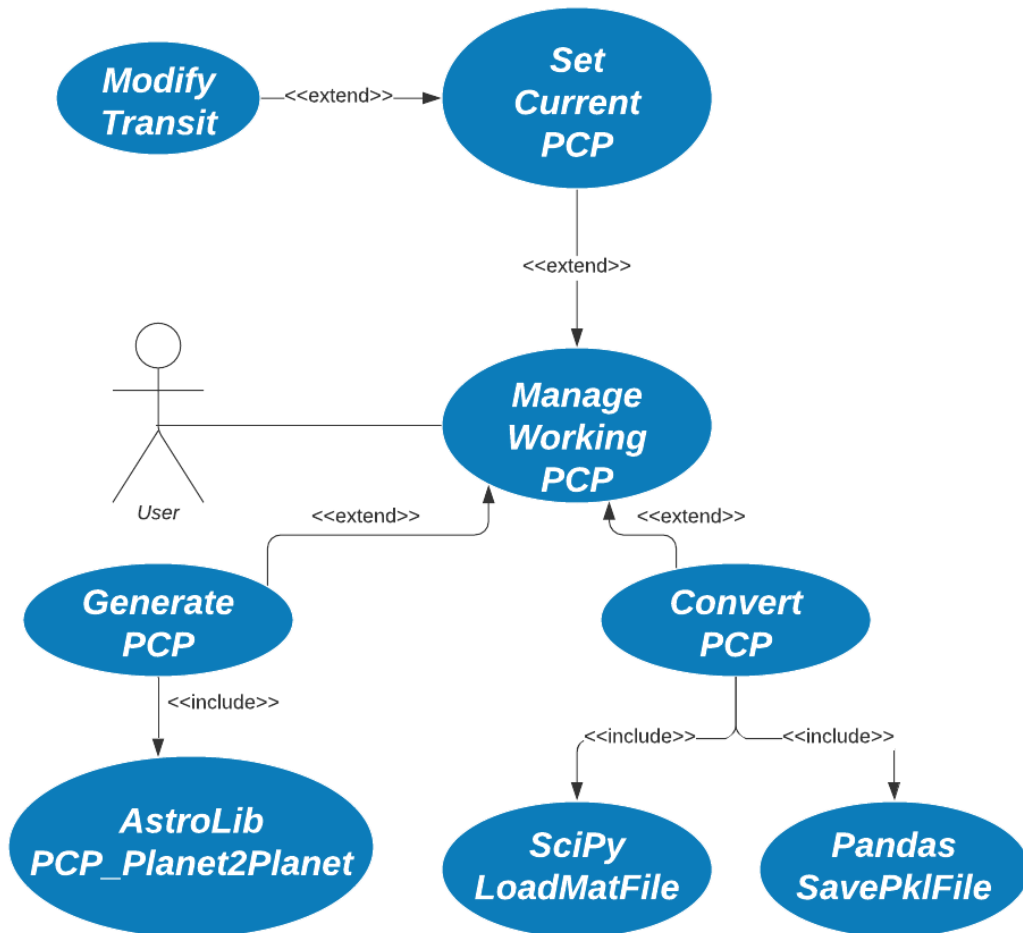 Modify
Transit
<<extend>>
Set
Current
PCP
<<extend>>
Manage
Working
PCP
User
<<extend>>
<<extend>>
Generate
PCP
Convert
PCP
<<include>>
<<include>>
<<include>>
AstroLib
PCP_Planet2Planet
SciPy
LoadMatFile
Pandas
SavePklFile